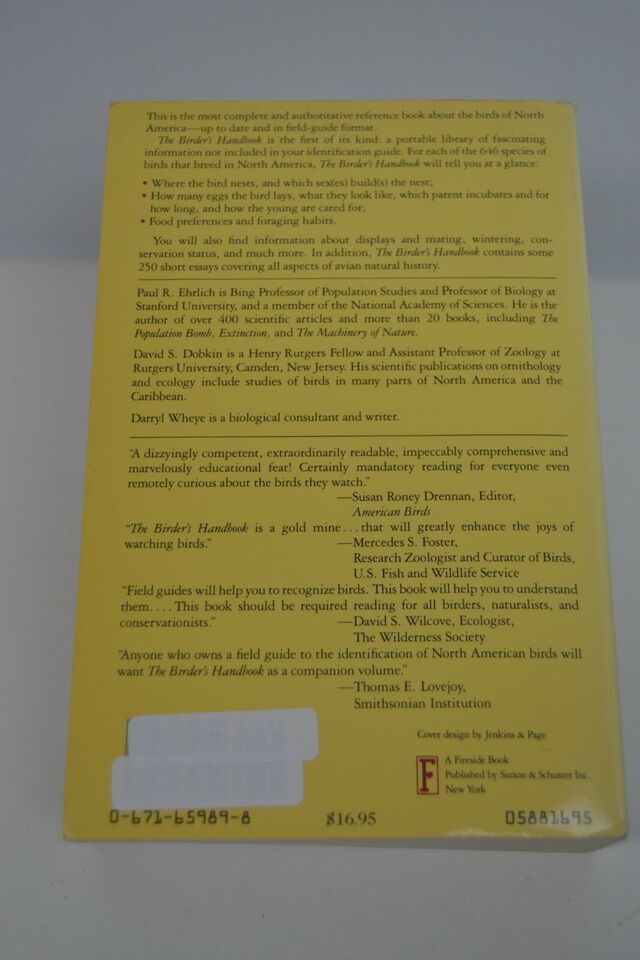 This is the most complete and authoritative reference book about the birds of North
America—up to date and in field-guide format.
The Birder's Handbook is the first of its kind: a portable library of fascinating
information not included in your identification guide. For each of the 646 species of
birds that breed in North America, The Birder's Handbook will tell you at a glance:
• Where the bird nests, and which sex(es) build(s) the nest;
• How many eggs the bird lays, what they look like, which parent incubates and for
how long, and how the young are cared for;
• Food preferences and foraging habits.
You will also find information about displays and mating, wintering, con-
servation status, and much more. In addition, The Birder's Handbook contains some
250 short essays covering all aspects of avian natural history.
Paul R. Ehrlich is Bing Professor of Population Studies and Professor of Biology at
Stanford University, and a member of the National Academy of Sciences. He is the
author of over 400 scientific articles and more than 20 books, including The
Population Bomb, Extinction, and The Machinery of Nature.
David S. Dobkin is a Henry Rutgers Fellow and Assistant Professor of Zoology at
Rutgers University, Camden, New Jersey. His scientific publications on ornithology
and ecology include studies of birds in many parts of North America and the
Caribbean.
Darryl Wheye is a biological consultant and writer.
"A dizzyingly competent, extraordinarily readable, impeccably comprehensive and
marvelously educational feat! Certainly mandatory reading for everyone even
remotely curious about the birds they watch."
—Susan Roney Drennan, Editor,
American Birds
"The Birder's Handbook is a gold mine...that will greatly enhance the joys of
watching birds." —Mercedes S. Foster,
Research Zoologist and Curator of Birds,
U.S. Fish and Wildlife Service
"Field guides will help you to recognize birds. This book will help you to understand
them.... This book should be required reading for all birders, naturalists, and
conservationists." —David S. Wilcove, Ecologist,
The Wilderness Society
"Anyone who owns a field guide to the identification of North American birds will
want The Birder's Handbook as a companion volume."
—Thomas E. Lovejoy,
Smithsonian Institution
Cover design by Jenkins & Page
F
A Fireside Book
Published by Simon & Schuster Inc.
New York
0-671-65989-8 $16.95 05881695